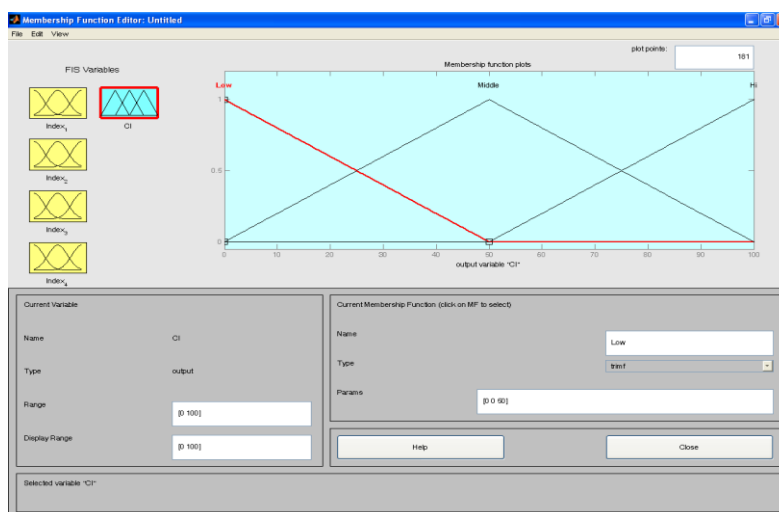 Membership Function Editor: Untitled
File Edit View
plot points:
181
FIS Variables
Membership function plots
Low Middle Hi
Index1
CI
Index2
Index3
Index4
1
0.5
0
0 10 20 30 40 50 60 70 80 90 100
output variable "CI"
Current Variable
Name CI
Type output
Range [0 100]
Display Range [0 100]
Current Membership Function (click on MF to select)
Name Low
Type trimf
Params [0 0 50]
Help Close
Selected variable "CI"